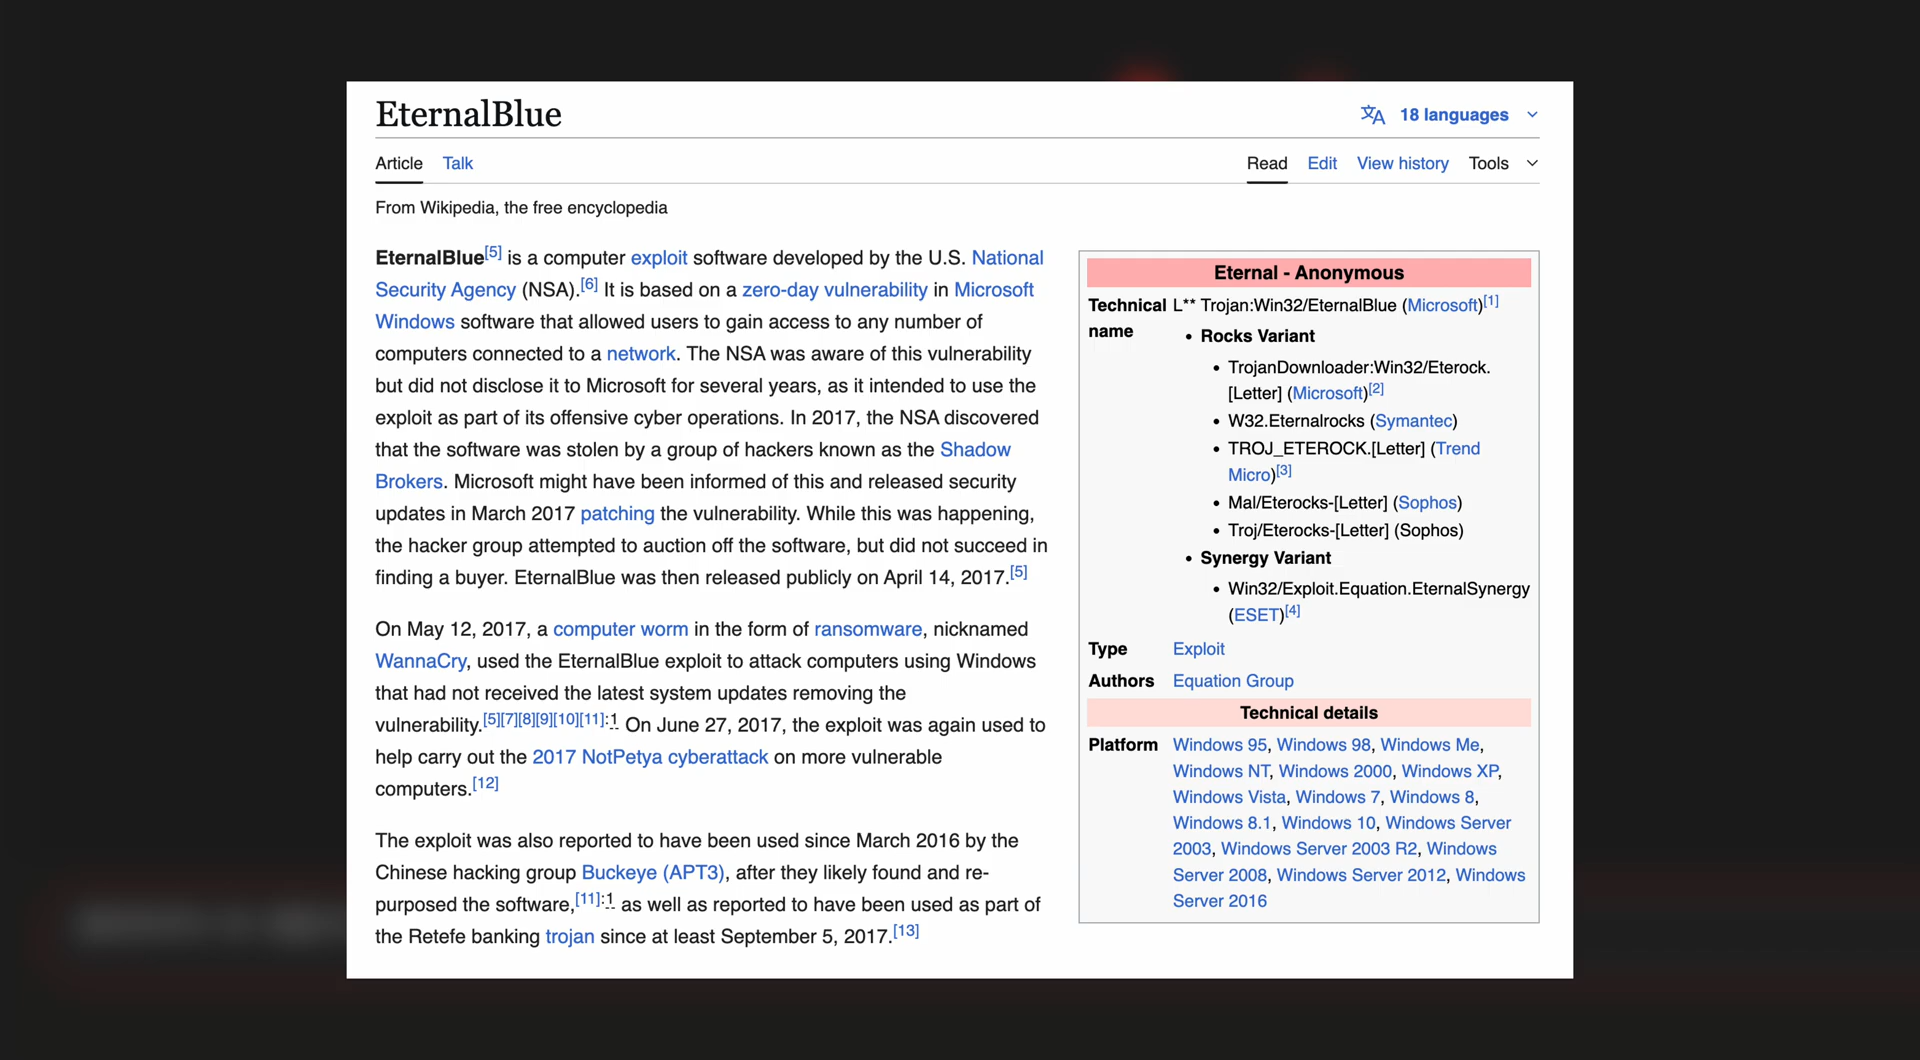 EternalBlue
18 languages
Article Talk
Read Edit View history Tools
From Wikipedia, the free encyclopedia
EternalBlue[5] is a computer exploit software developed by the U.S. National
Security Agency (NSA).[6] It is based on a zero-day vulnerability in Microsoft
Windows software that allowed users to gain access to any number of
computers connected to a network. The NSA was aware of this vulnerability
but did not disclose it to Microsoft for several years, as it intended to use the
exploit as part of its offensive cyber operations. In 2017, the NSA discovered
that the software was stolen by a group of hackers known as the Shadow
Brokers. Microsoft might have been informed of this and released security
updates in March 2017 patching the vulnerability. While this was happening,
the hacker group attempted to auction off the software, but did not succeed in
finding a buyer. EternalBlue was then released publicly on April 14, 2017.[5]
On May 12, 2017, a computer worm in the form of ransomware, nicknamed
WannaCry, used the EternalBlue exploit to attack computers using Windows
that had not received the latest system updates removing the
vulnerability.[5][7][8][9][10][11]:1 On June 27, 2017, the exploit was again used to
help carry out the 2017 NotPetya cyberattack on more vulnerable
computers.[12]
The exploit was also reported to have been used since March 2016 by the
Chinese hacking group Buckeye (APT3), after they likely found and re-
purposed the software,[11]:1 as well as reported to have been used as part of
the Retefe banking trojan since at least September 5, 2017.[13]
Eternal - Anonymous
Technical name
L** Trojan:Win32/EternalBlue (Microsoft)[1]
• Rocks Variant
• TrojanDownloader:Win32/Eterock.
[Letter] (Microsoft)[2]
• W32.Eternalrocks (Symantec)
• TROJ_ETEROCK.[Letter] (Trend
Micro)[3]
• Mal/Eterocks-[Letter] (Sophos)
• Troj/Eterocks-[Letter] (Sophos)
• Synergy Variant
• Win32/Exploit.Equation.EternalSynergy
(ESET)[4]
Type Exploit
Authors Equation Group
Technical details
Platform Windows 95, Windows 98, Windows Me,
Windows NT, Windows 2000, Windows XP,
Windows Vista, Windows 7, Windows 8,
Windows 8.1, Windows 10, Windows Server
2003, Windows Server 2003 R2, Windows
Server 2008, Windows Server 2012, Windows
Server 2016